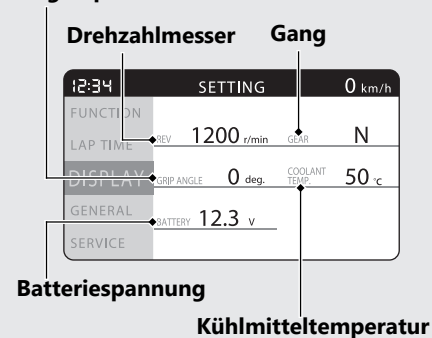 Drehzahlmesser Gang
12:34 SETTING 0 km/h
FUNCTION
REV 1200 r/min GEAR N
LAP TIME
DISPLAY GRIP ANGLE 0 deg. COOLANT TEMP. 50 °C
GENERAL BATTERY 12.3 V
SERVICE
Batteriespannung
Kühlmitteltemperatur